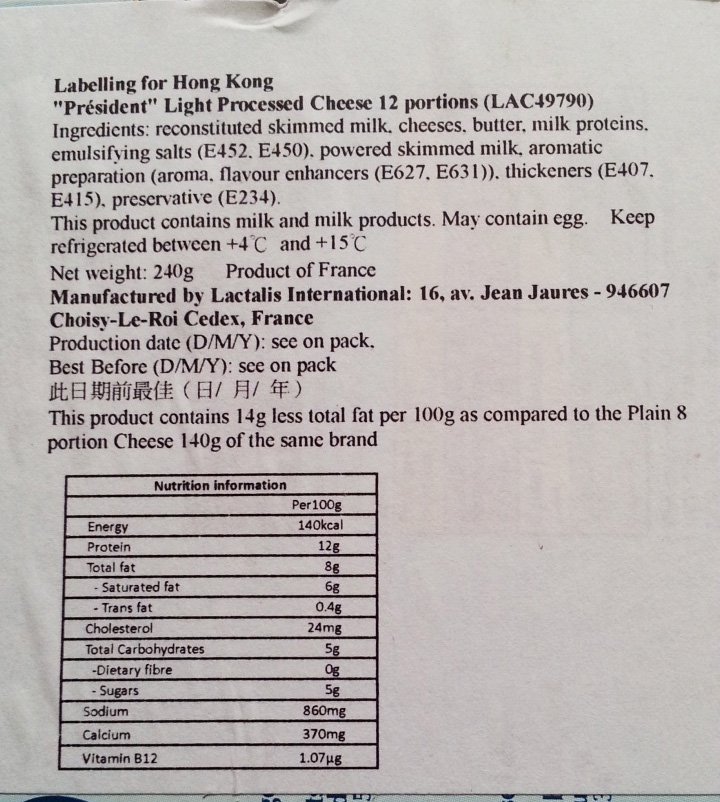 Labelling for Hong Kong
"Président" Light Processed Cheese 12 portions (LAC49790)
Ingredients: reconstituted skimmed milk, cheeses, butter, milk proteins,
emulsifying salts (E452, E450), powered skimmed milk, aromatic
preparation (aroma, flavour enhancers (E627, E631)), thickeners (E407,
E415), preservative (E234).
This product contains milk and milk products. May contain egg. Keep
refrigerated between +4℃ and +15℃
Net weight: 240g Product of France
Manufactured by Lactalis International: 16, av. Jean Jaures - 946607
Choisy-Le-Roi Cedex, France
Production date (D/M/Y): see on pack.
Best Before (D/M/Y): see on pack
此日期前最佳（日/ 月/ 年）
This product contains 14g less total fat per 100g as compared to the Plain 8
portion Cheese 140g of the same brand
Nutrition information
Per100g
Energy 140kcal
Protein 12g
Total fat 8g
- Saturated fat 6g
- Trans fat 0.4g
Cholesterol 24mg
Total Carbohydrates 5g
-Dietary fibre 0g
- Sugars 5g
Sodium 860mg
Calcium 370mg
Vitamin B12 1.07µg